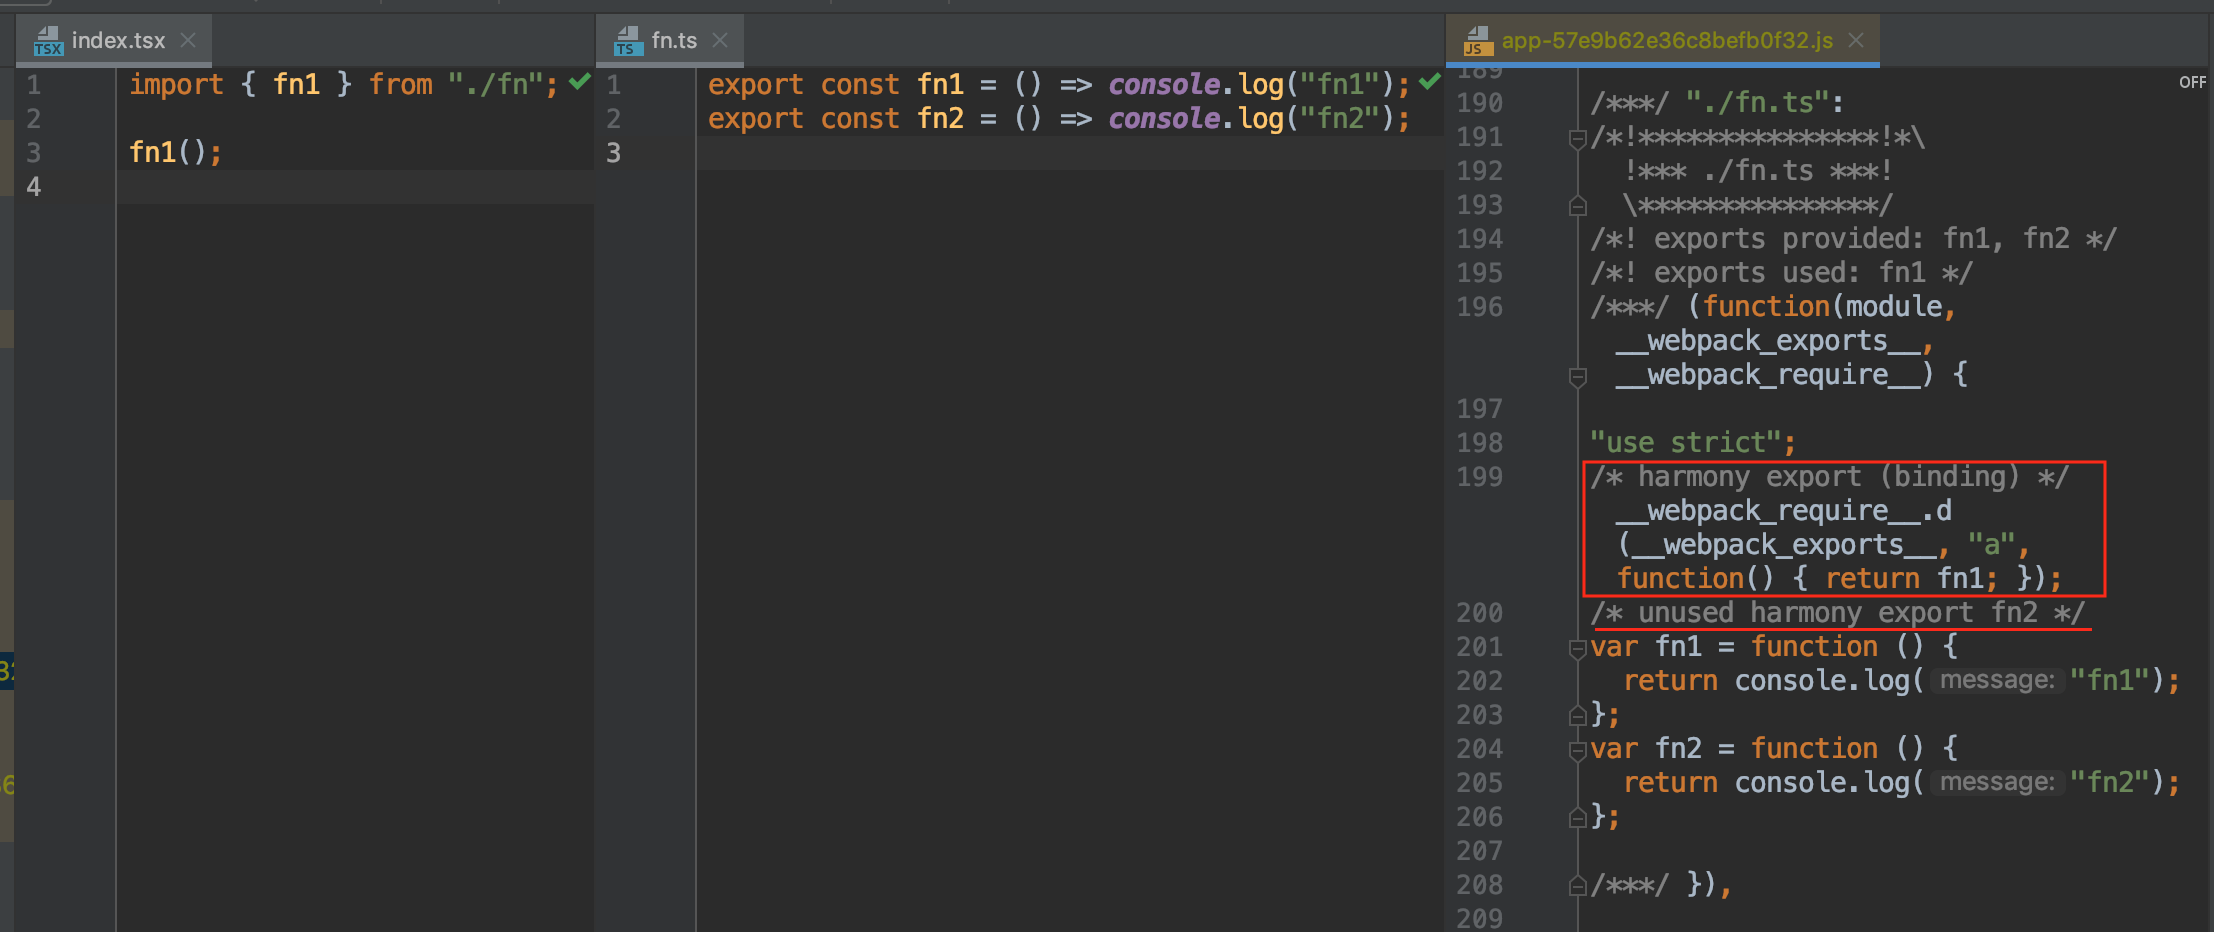 index.tsx
1 import { fn1 } from "./fn";
2
3 fn1();
4
fn.ts
1 export const fn1 = () => console.log("fn1");
2 export const fn2 = () => console.log("fn2");
3
app-57e9b62e36c8befb0f32.js
OFF
189
190 /***/ "./fn.ts":
191 /*!***************!*\
192 !*** ./fn.ts ***!
193 \***************/
194 /*! exports provided: fn1, fn2 */
195 /*! exports used: fn1 */
196 /***/ (function(module,
__webpack_exports__,
__webpack_require__) {
197
198 "use strict";
199 /* harmony export (binding) */
__webpack_require__.d
(__webpack_exports__, "a",
function() { return fn1; });
200 /* unused harmony export fn2 */
201 var fn1 = function () {
202 return console.log( message: "fn1");
203 };
204 var fn2 = function () {
205 return console.log( message: "fn2");
206 };
207
208 /***/ }),
209